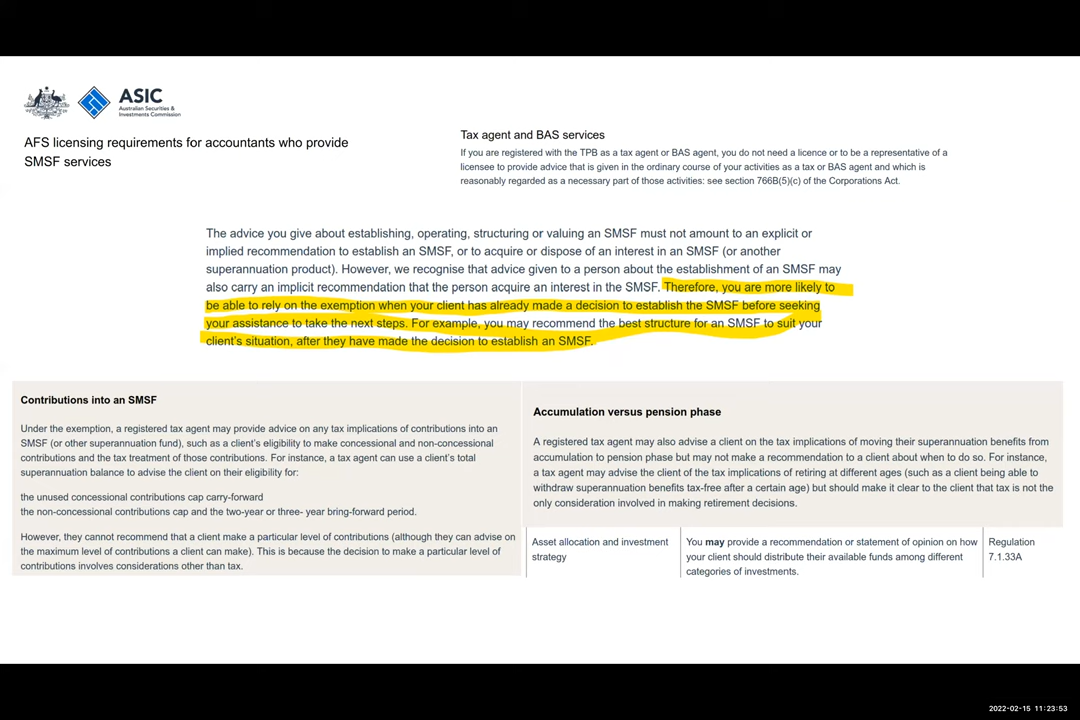 ASIC
Australian Securities &
Investments Commission
AFS licensing requirements for accountants who provide
SMSF services
Tax agent and BAS services
If you are registered with the TPB as a tax agent or BAS agent, you do not need a licence or to be a representative of a
licensee to provide advice that is given in the ordinary course of your activities as a tax or BAS agent and which is
reasonably regarded as a necessary part of those activities: see section 766B(5)(c) of the Corporations Act.
The advice you give about establishing, operating, structuring or valuing an SMSF must not amount to an explicit or
implied recommendation to establish an SMSF, or to acquire or dispose of an interest in an SMSF (or another
superannuation product). However, we recognise that advice given to a person about the establishment of an SMSF may
also carry an implicit recommendation that the person acquire an interest in the SMSF. Therefore, you are more likely to
be able to rely on the exemption when your client has already made a decision to establish the SMSF before seeking
your assistance to take the next steps. For example, you may recommend the best structure for an SMSF to suit your
client's situation, after they have made the decision to establish an SMSF.
Contributions into an SMSF
Under the exemption, a registered tax agent may provide advice on any tax implications of contributions into an
SMSF (or other superannuation fund), such as a client's eligibility to make concessional and non-concessional
contributions and the tax treatment of those contributions. For instance, a tax agent can use a client's total
superannuation balance to advise the client on their eligibility for:
the unused concessional contributions cap carry-forward
the non-concessional contributions cap and the two-year or three- year bring-forward period.
However, they cannot recommend that a client make a particular level of contributions (although they can advise on
the maximum level of contributions a client can make). This is because the decision to make a particular level of
contributions involves considerations other than tax.
Accumulation versus pension phase
A registered tax agent may also advise a client on the tax implications of moving their superannuation benefits from
accumulation to pension phase but may not make a recommendation to a client about when to do so. For instance,
a tax agent may advise the client of the tax implications of retiring at different ages (such as a client being able to
withdraw superannuation benefits tax-free after a certain age) but should make it clear to the client that tax is not the
only consideration involved in making retirement decisions.
Asset allocation and investment
strategy
You may provide a recommendation or statement of opinion on how
your client should distribute their available funds among different
categories of investments.
Regulation
7.1.33A
2022-02-15 11:23:53